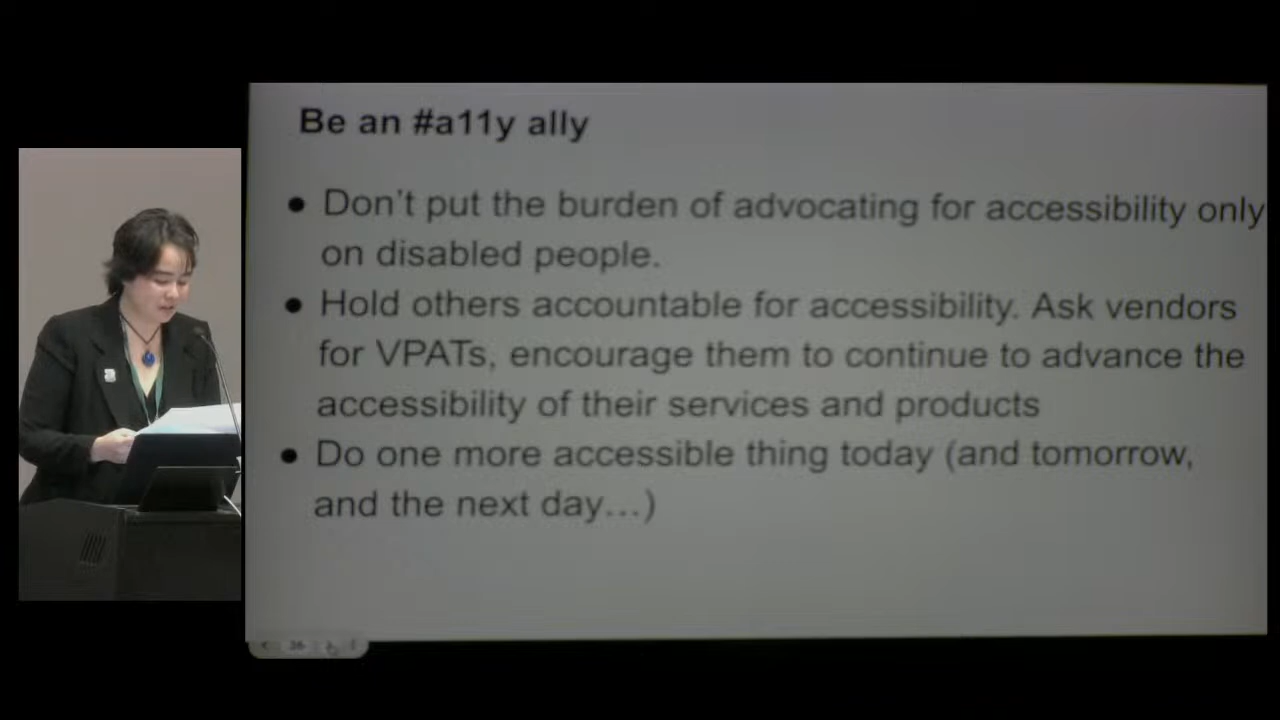 Be an #a11y ally
● Don't put the burden of advocating for accessibility only
on disabled people.
● Hold others accountable for accessibility. Ask vendors
for VPATs, encourage them to continue to advance the
accessibility of their services and products
● Do one more accessible thing today (and tomorrow,
and the next day…)